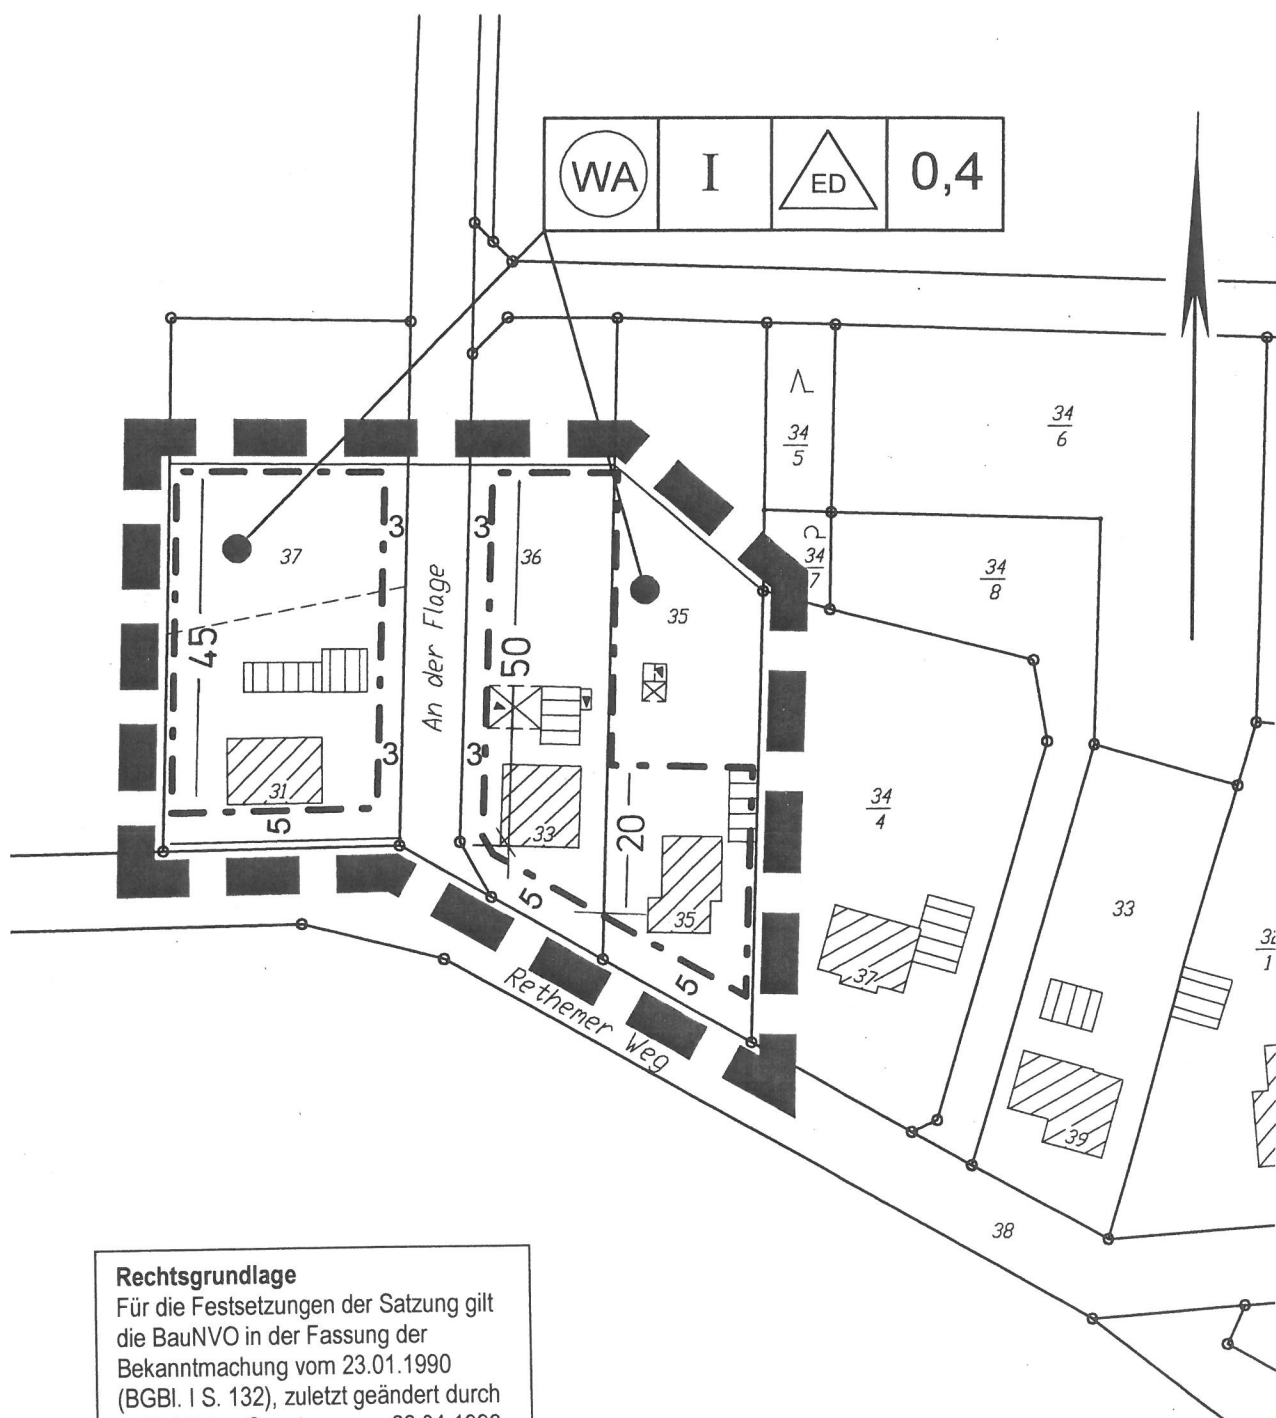 WA I ED 0,4
34
6
34
5
34
7
34
8
3 3
37 36 35
An der Flage
45 50
3 3
31 33 20 35
5 5 5
34
4
33
37
39
38
1
Rethemer Weg
Rechtsgrundlage
Für die Festsetzungen der Satzung gilt
die BauNVO in der Fassung der
Bekanntmachung vom 23.01.1990
(BGBl. I S. 132), zuletzt geändert durch